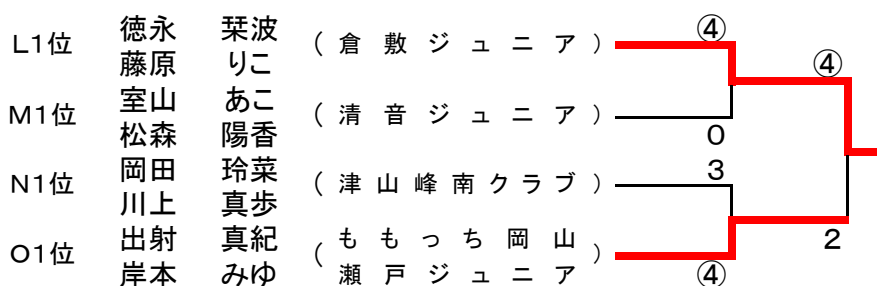 徳永 栞波
L1位 (倉敷ジュニア) ④
藤原 りこ ④
室山 あこ
M1位 (清音ジュニア) 0
松森 陽香
岡田 玲菜
N1位 (津山峰南クラブ) 3
川上 真歩
出射 真紀 (ももっち岡山 2
O1位
岸本 みゆ 瀬戸ジュニア) ④